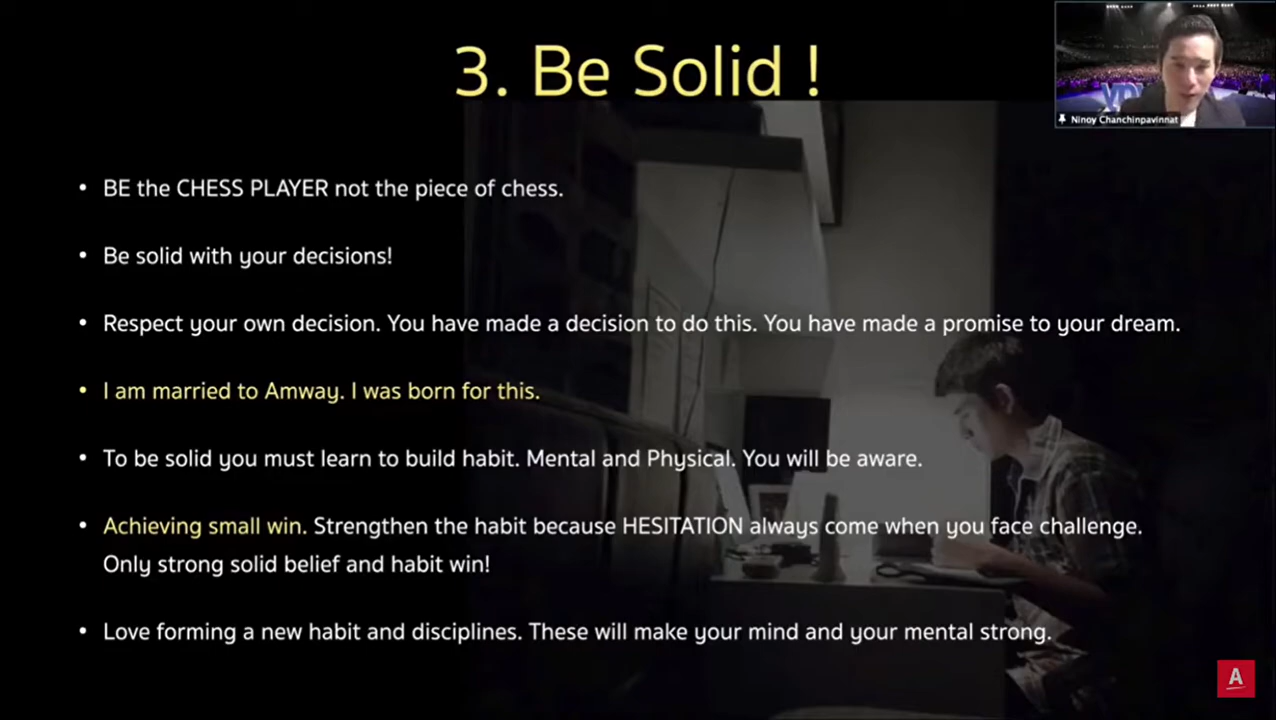 3. Be Solid !
Ninoy Chanchinpavinnat
• BE the CHESS PLAYER not the piece of chess.
• Be solid with your decisions!
• Respect your own decision. You have made a decision to do this. You have made a promise to your dream.
• I am married to Amway. I was born for this.
• To be solid you must learn to build habit. Mental and Physical. You will be aware.
• Achieving small win. Strengthen the habit because HESITATION always come when you face challenge.
Only strong solid belief and habit win!
• Love forming a new habit and disciplines. These will make your mind and your mental strong.
A